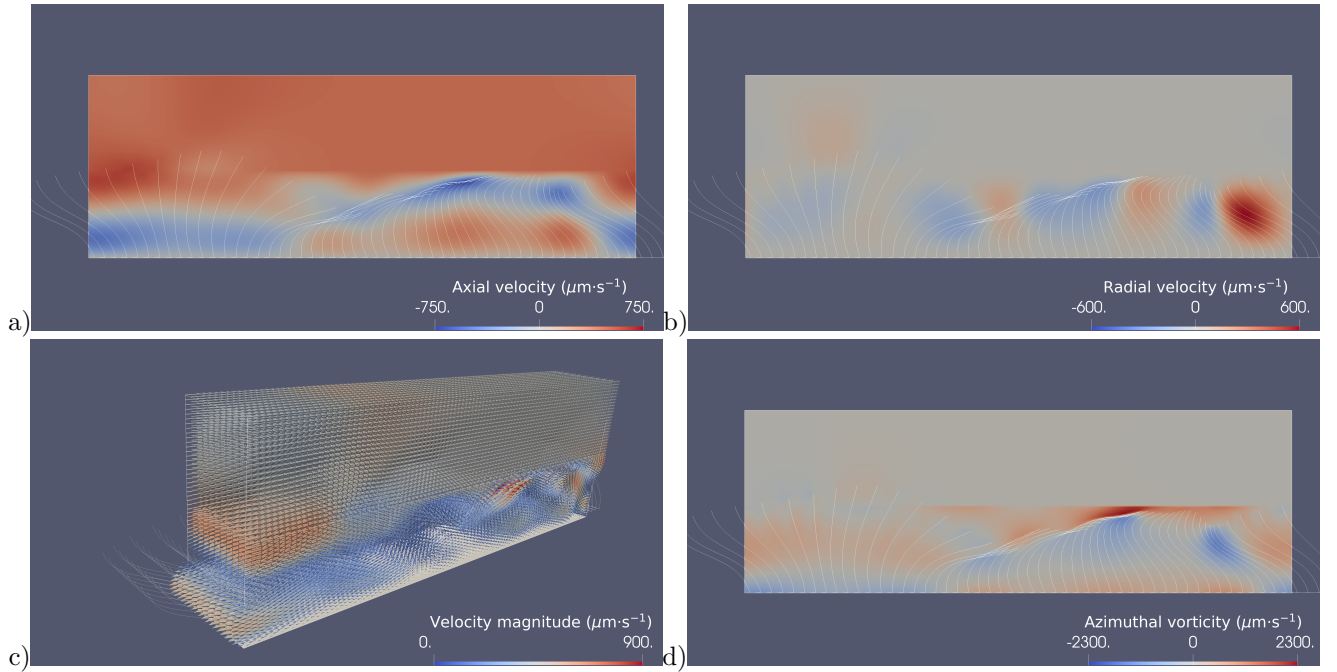 Axial velocity (μm·s⁻¹)
-750. 0 750.
a)
Radial velocity (μm·s⁻¹)
-600. 0 600.
b)
Velocity magnitude (μm·s⁻¹)
0. 900.
c)
Azimuthal vorticity (μm·s⁻¹)
-2300. 0 2300.
d)